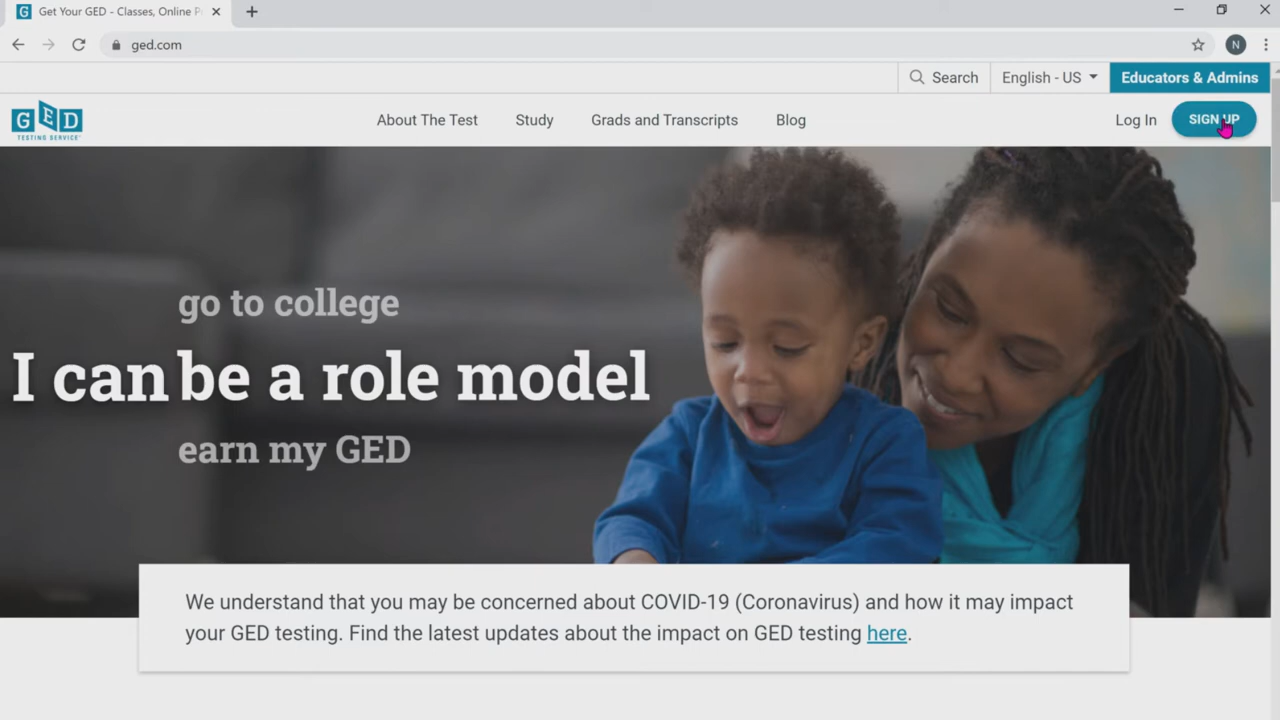 Get Your GED - Classes, Online P
ged.com
N
Search
English - US
Educators & Admins
GED
TESTING SERVICE
About The Test
Study
Grads and Transcripts
Blog
Log In
SIGN UP
go to college
I can be a role model
earn my GED
We understand that you may be concerned about COVID-19 (Coronavirus) and how it may impact
your GED testing. Find the latest updates about the impact on GED testing here.